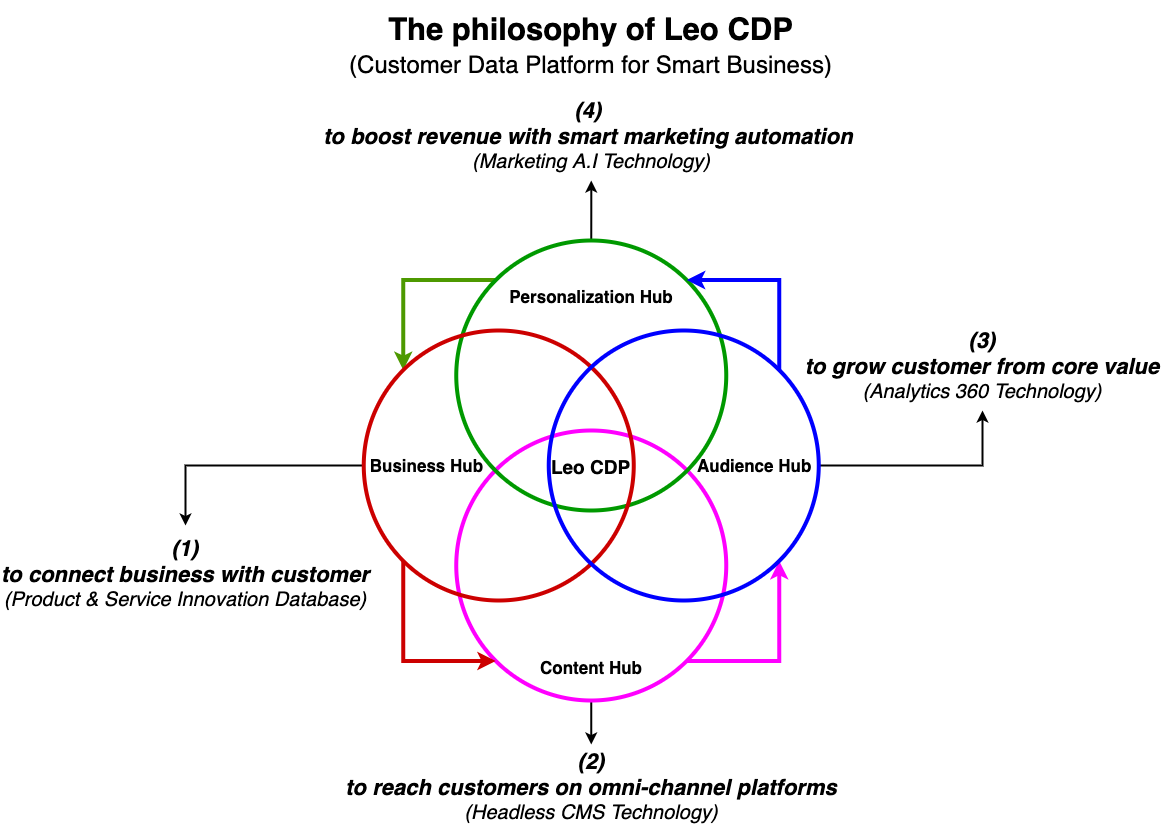 The philosophy of Leo CDP
(Customer Data Platform for Smart Business)
(4)
to boost revenue with smart marketing automation
(Marketing A.I Technology)
Personalization Hub
(3)
to grow customer from core value
(Analytics 360 Technology)
Business Hub
Leo CDP
Audience Hub
(1)
to connect business with customer
(Product & Service Innovation Database)
Content Hub
(2)
to reach customers on omni-channel platforms
(Headless CMS Technology)